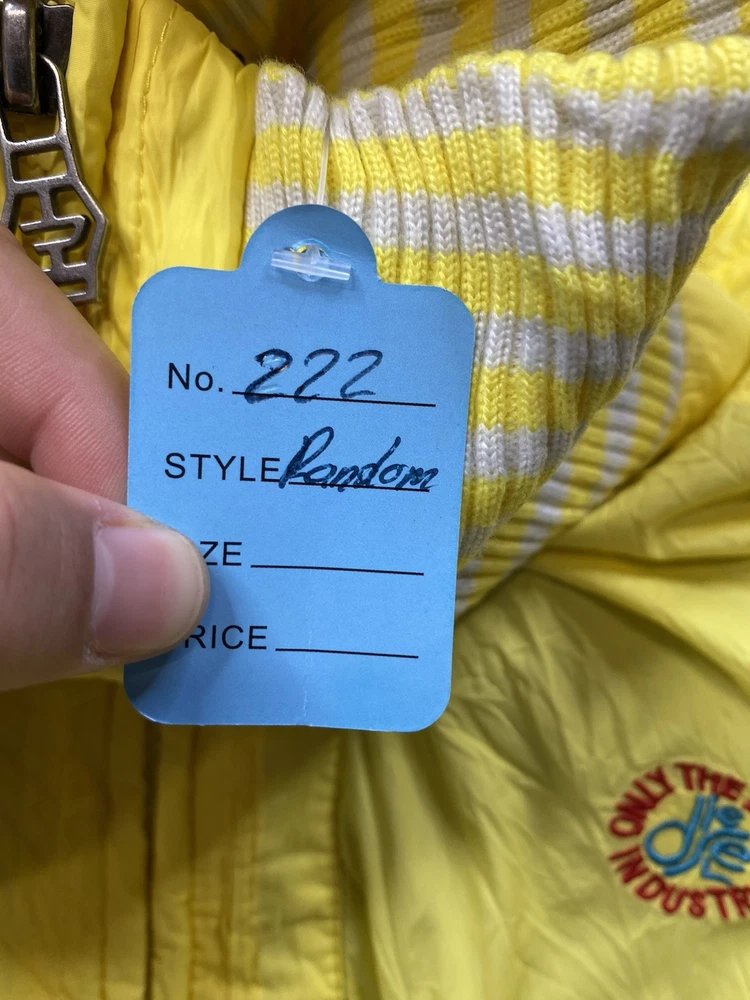 No. 222
STYLE Random
ZE
RICE
ONLY THE
INDUSTR